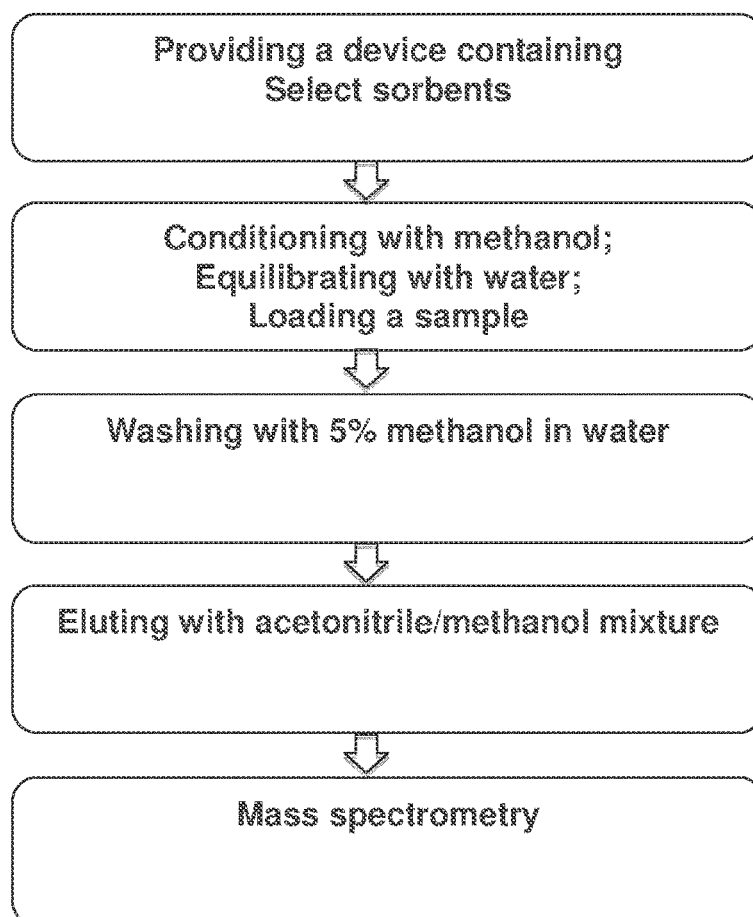 Providing a device containing
Select sorbents
Conditioning with methanol;
Equilibrating with water;
Loading a sample
Washing with 5% methanol in water
Eluting with acetonitrile/methanol mixture
Mass spectrometry